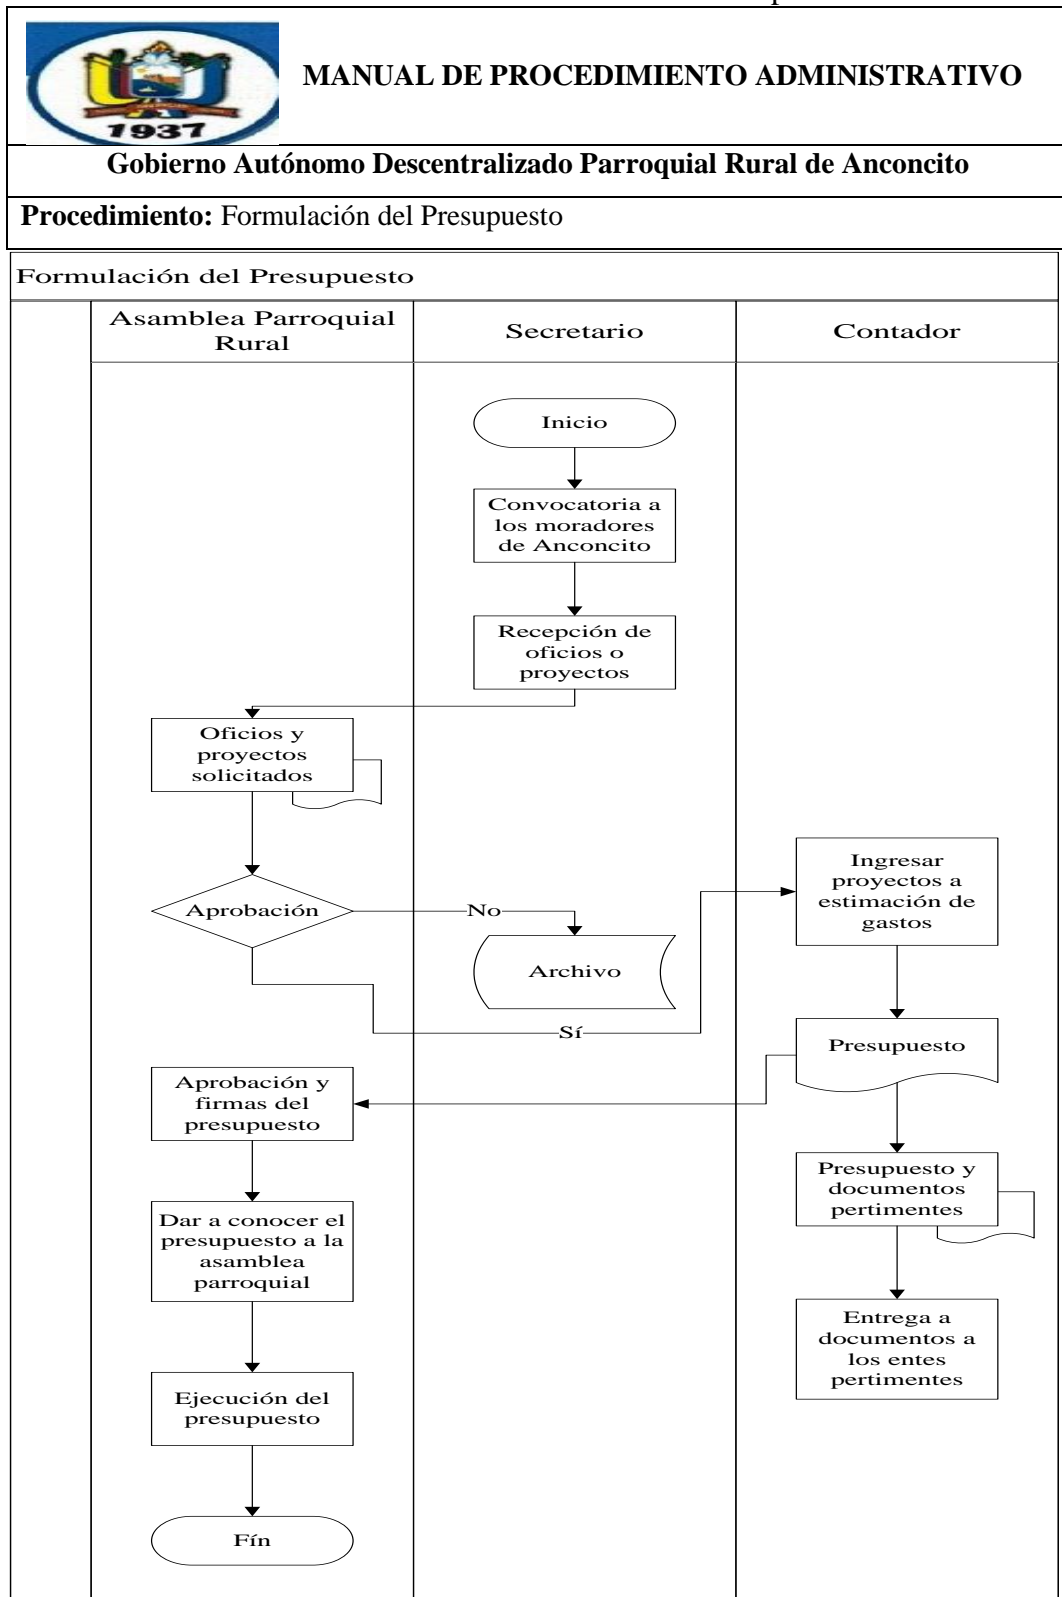 1937
MANUAL DE PROCEDIMIENTO ADMINISTRATIVO
Gobierno Autónomo Descentralizado Parroquial Rural de Anconcito
Procedimiento: Formulación del Presupuesto
Formulación del Presupuesto
Asamblea Parroquial
Rural
Secretario
Contador
Inicio
Convocatoria a
los moradores
de Anconcito
Recepción de
oficios o
proyectos
Oficios y
proyectos
solicitados
Aprobación
No
Archivo
Sí
Ingresar
proyectos a
estimación de
gastos
Presupuesto
Aprobación y
firmas del
presupuesto
Presupuesto y
documentos
pertimentes
Dar a conocer el
presupuesto a la
asamblea
parroquial
Entrega a
documentos a
los entes
pertimentes
Ejecución del
presupuesto
Fín